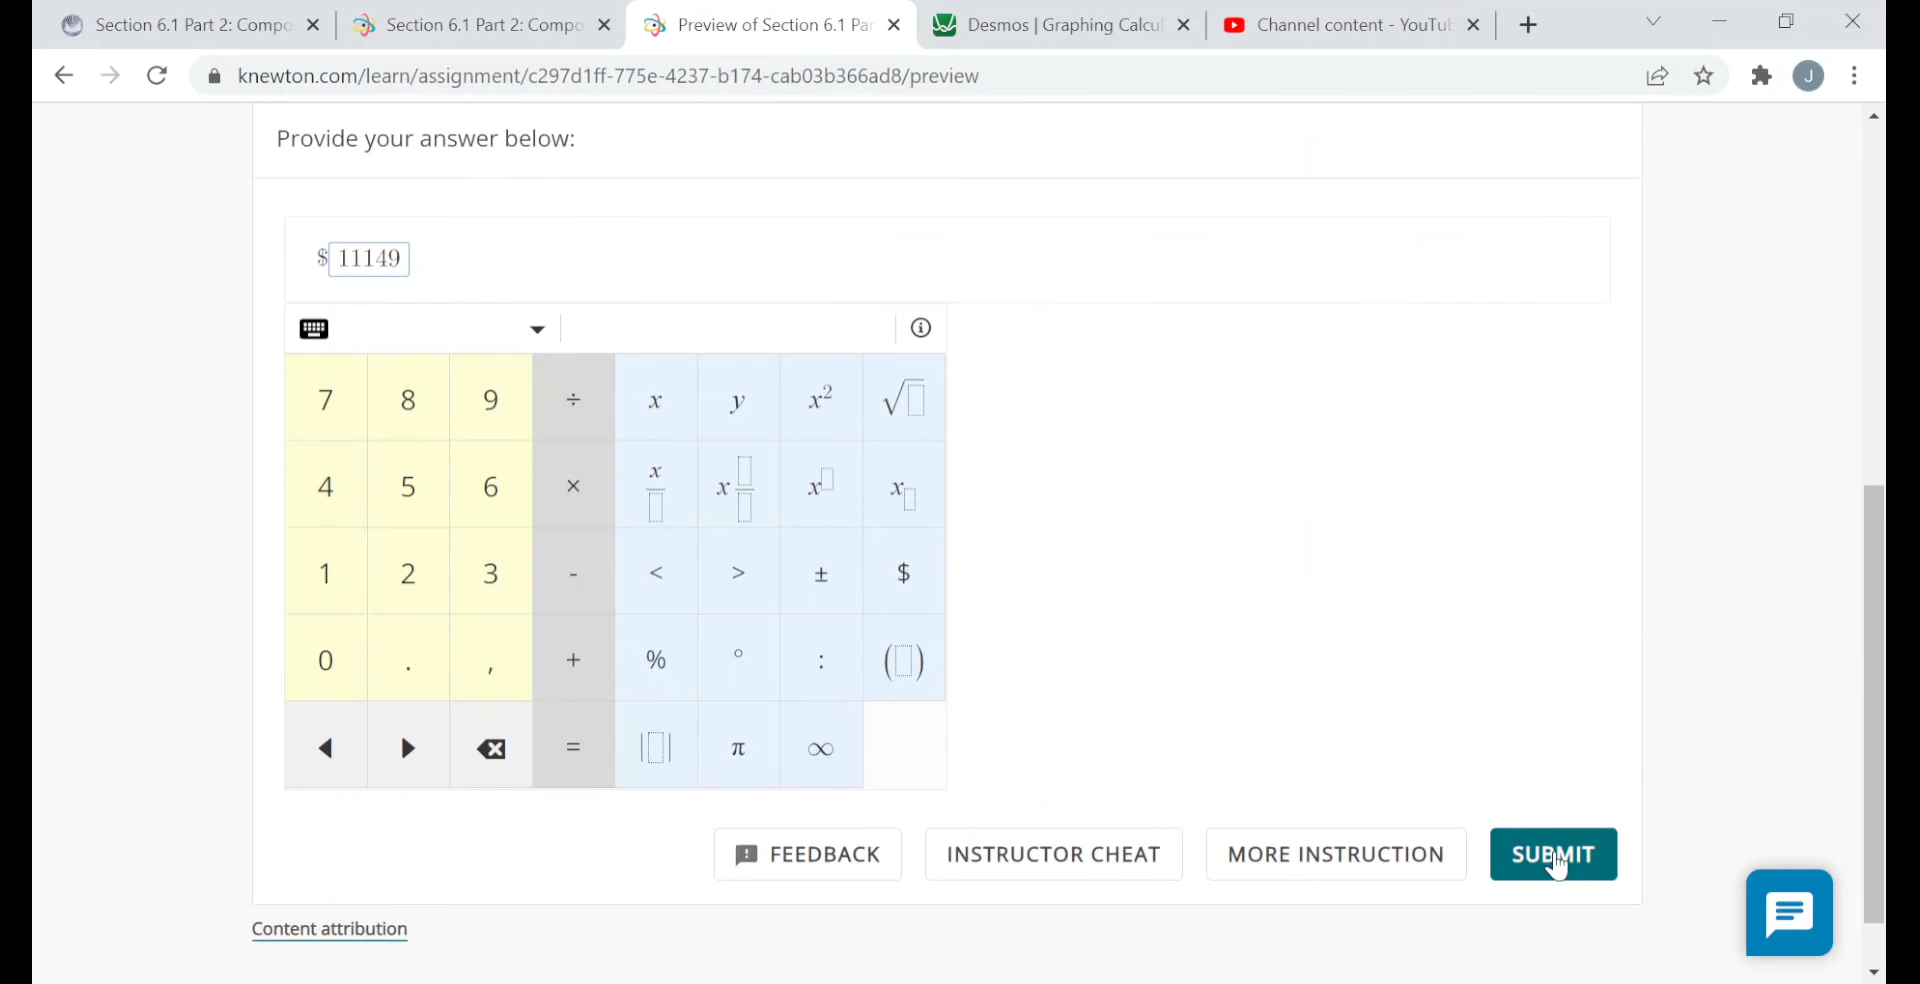 Section 6.1 Part 2: Compo
Section 6.1 Part 2: Compo
Preview of Section 6.1 Par
Desmos | Graphing Calcul
Channel content - YouTub
knewton.com/learn/assignment/c297d1ff-775e-4237-b174-cab03b366ad8/preview
J
Provide your answer below:
$ 11149
7 8 9 ÷ x y x² √
4 5 6 × x x x x
1 2 3 - < > ± $
0 . , + % ° : ()
= || π ∞
FEEDBACK INSTRUCTOR CHEAT MORE INSTRUCTION SUBMIT
Content attribution